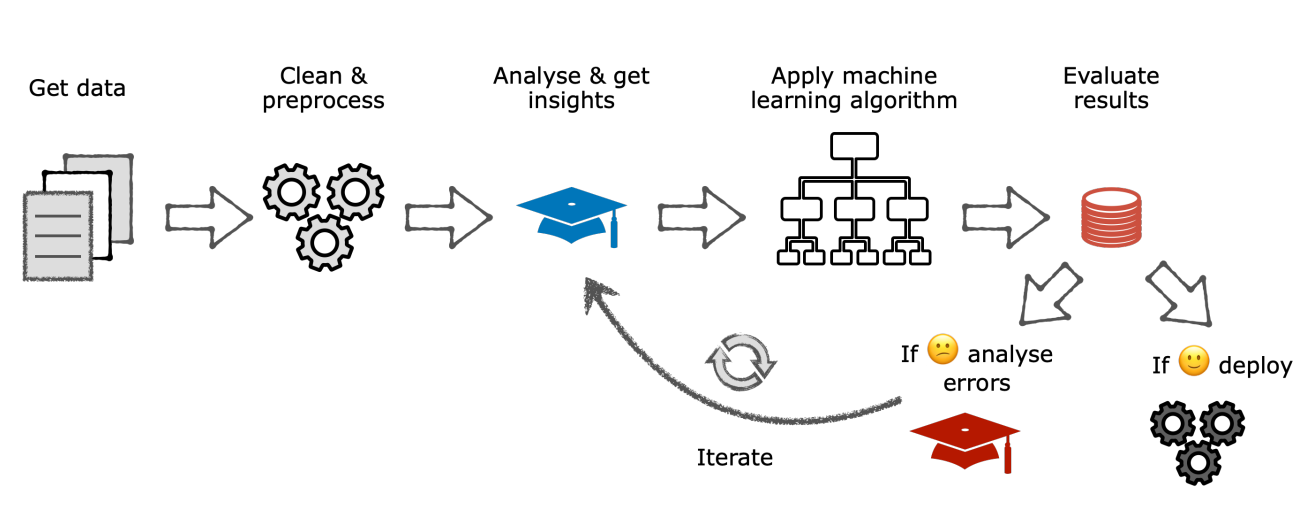 Get data
Clean &
preprocess
Analyse & get
insights
Apply machine
learning algorithm
Evaluate
results
If 😕 analyse
errors
If 🙂 deploy
Iterate